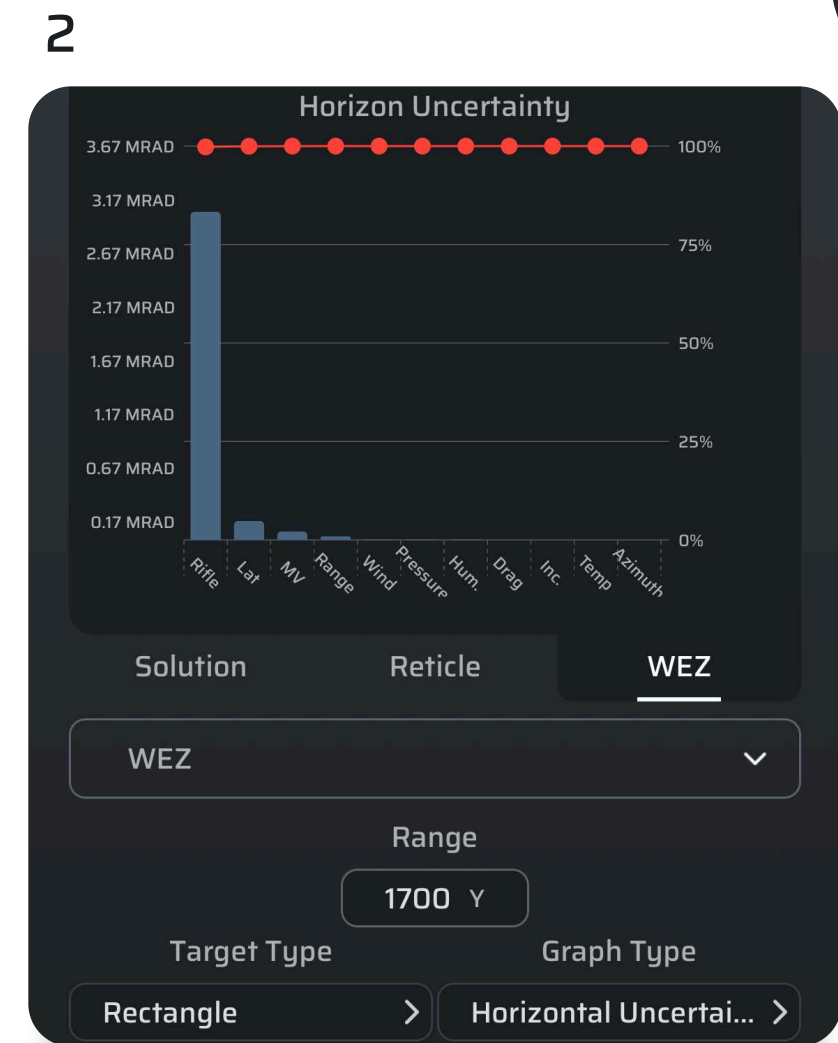 2
Horizon Uncertainty
3.67 MRAD
100%
3.17 MRAD
75%
2.67 MRAD
2.17 MRAD
50%
1.67 MRAD
1.17 MRAD
25%
0.67 MRAD
0.17 MRAD
0%
Rifle Lat MV Range Wind Pressure Hum. Drag Inc. Temp Azimuth
Solution Reticle WEZ
WEZ
Range
1700 Y
Target Type Graph Type
Rectangle Horizontal Uncertai...